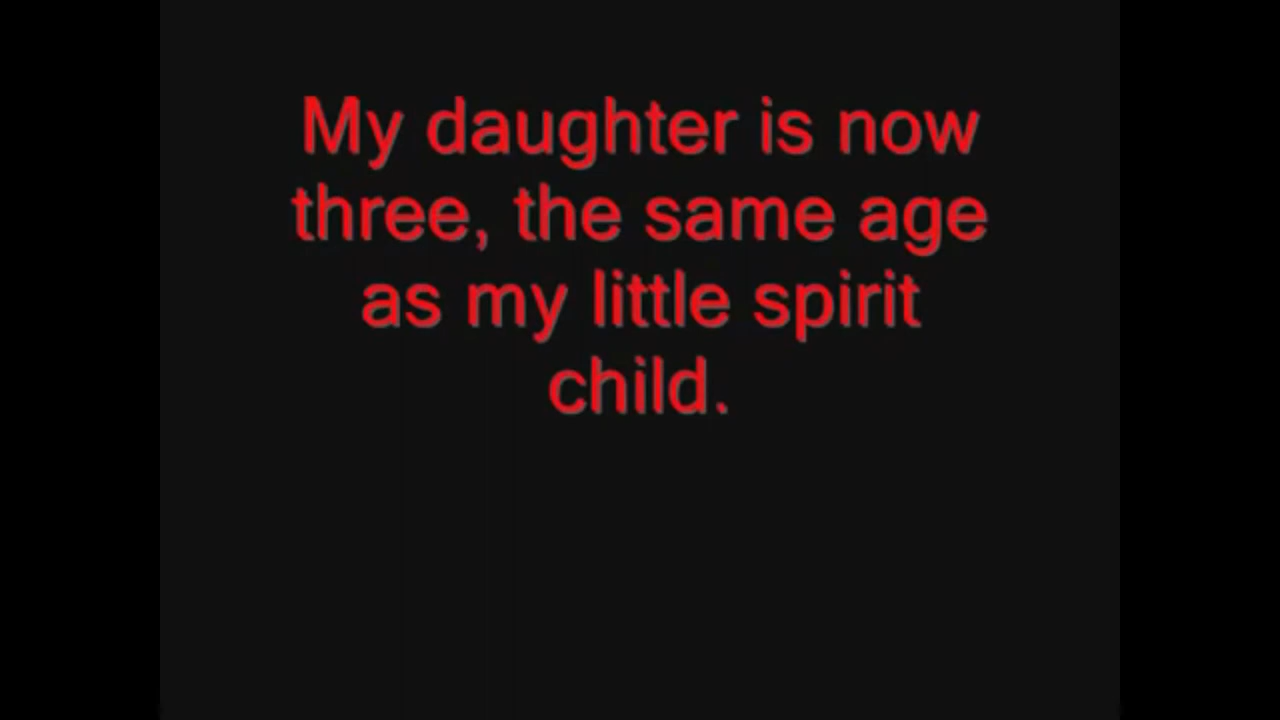 My daughter is now
three, the same age
as my little spirit
child.